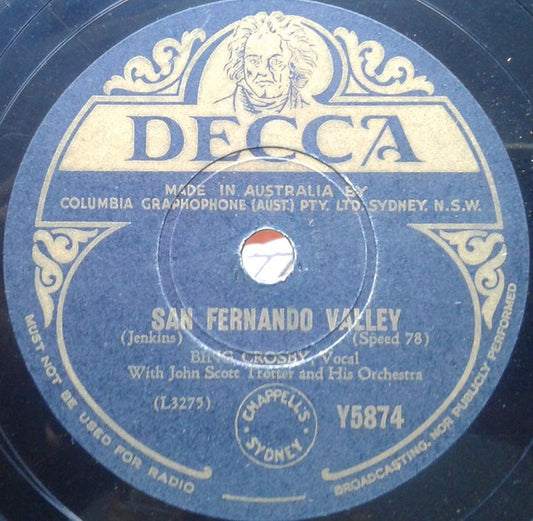 DECCA
MADE IN AUSTRALIA BY
COLUMBIA GRAPHOPHONE (AUST.) PTY. LTD. SYDNEY. N.S.W.
SAN FERNANDO VALLEY
(Jenkins) (Speed 78)
BING CROSBY, Vocal
With John Scott Trotter and His Orchestra
(L3275) CHAPPELL'S SYDNEY Y5874
MUST NOT BE USED FOR RADIO BROADCASTING, NOR PUBLICLY PERFORMED